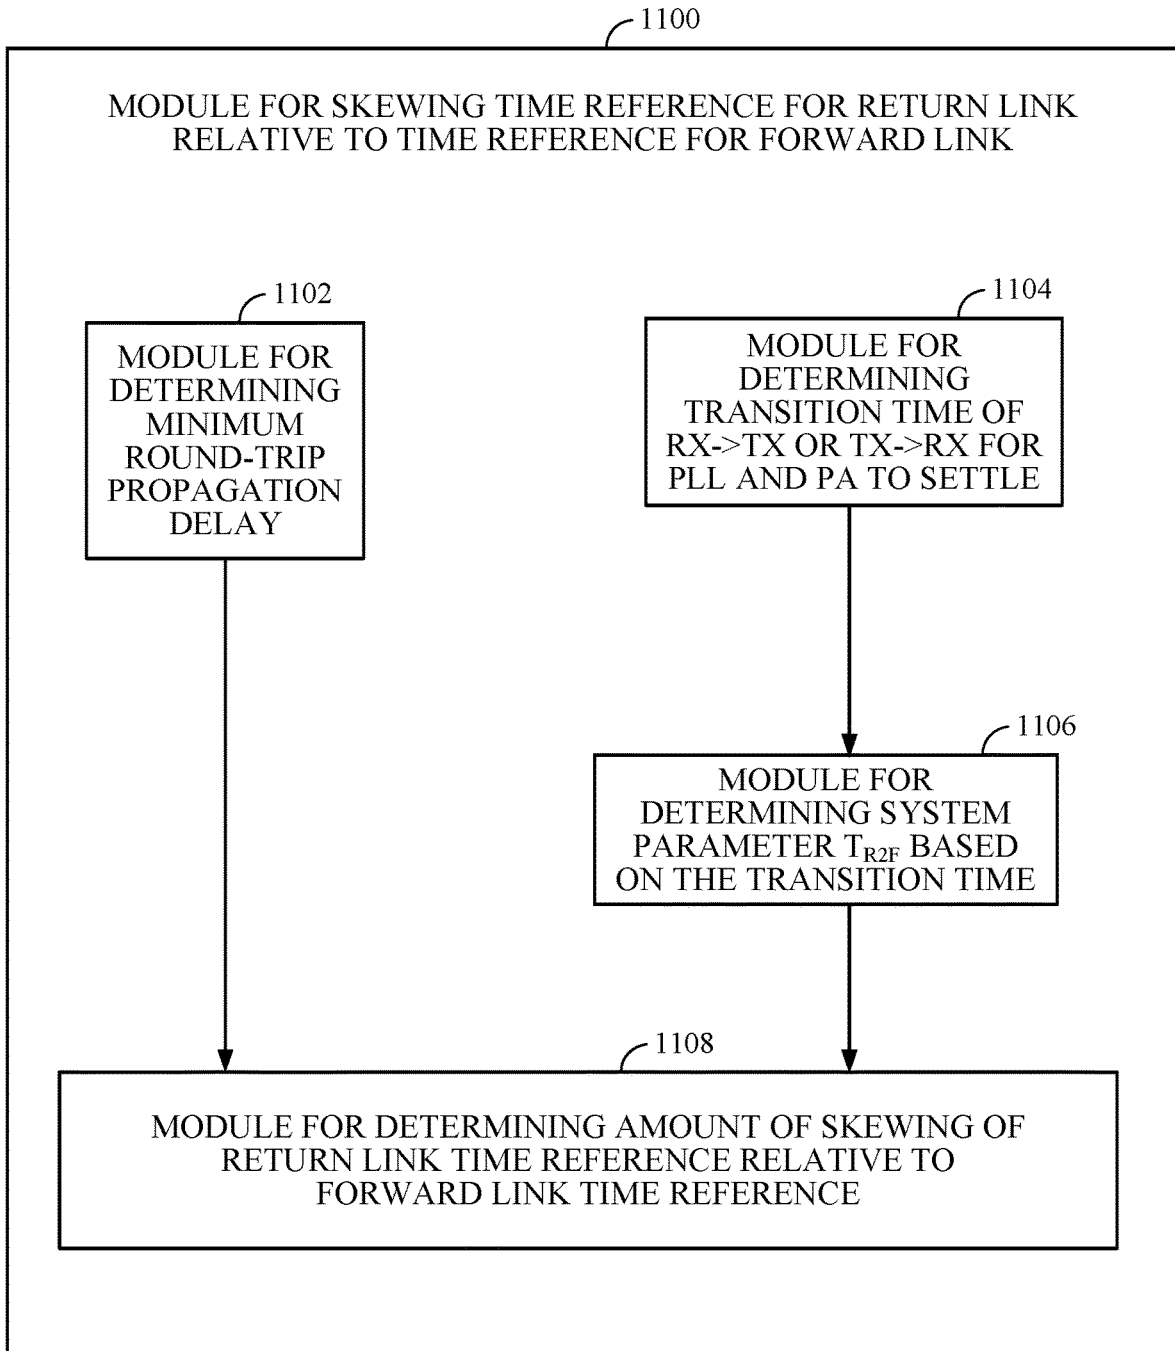 1100
MODULE FOR SKEWING TIME REFERENCE FOR RETURN LINK
RELATIVE TO TIME REFERENCE FOR FORWARD LINK
1102
MODULE FOR
DETERMINING
MINIMUM
ROUND-TRIP
PROPAGATION
DELAY
1104
MODULE FOR
DETERMINING
TRANSITION TIME OF
RX->TX OR TX->RX FOR
PLL AND PA TO SETTLE
1106
MODULE FOR
DETERMINING SYSTEM
PARAMETER T_R2F BASED
ON THE TRANSITION TIME
1108
MODULE FOR DETERMINING AMOUNT OF SKEWING OF
RETURN LINK TIME REFERENCE RELATIVE TO
FORWARD LINK TIME REFERENCE